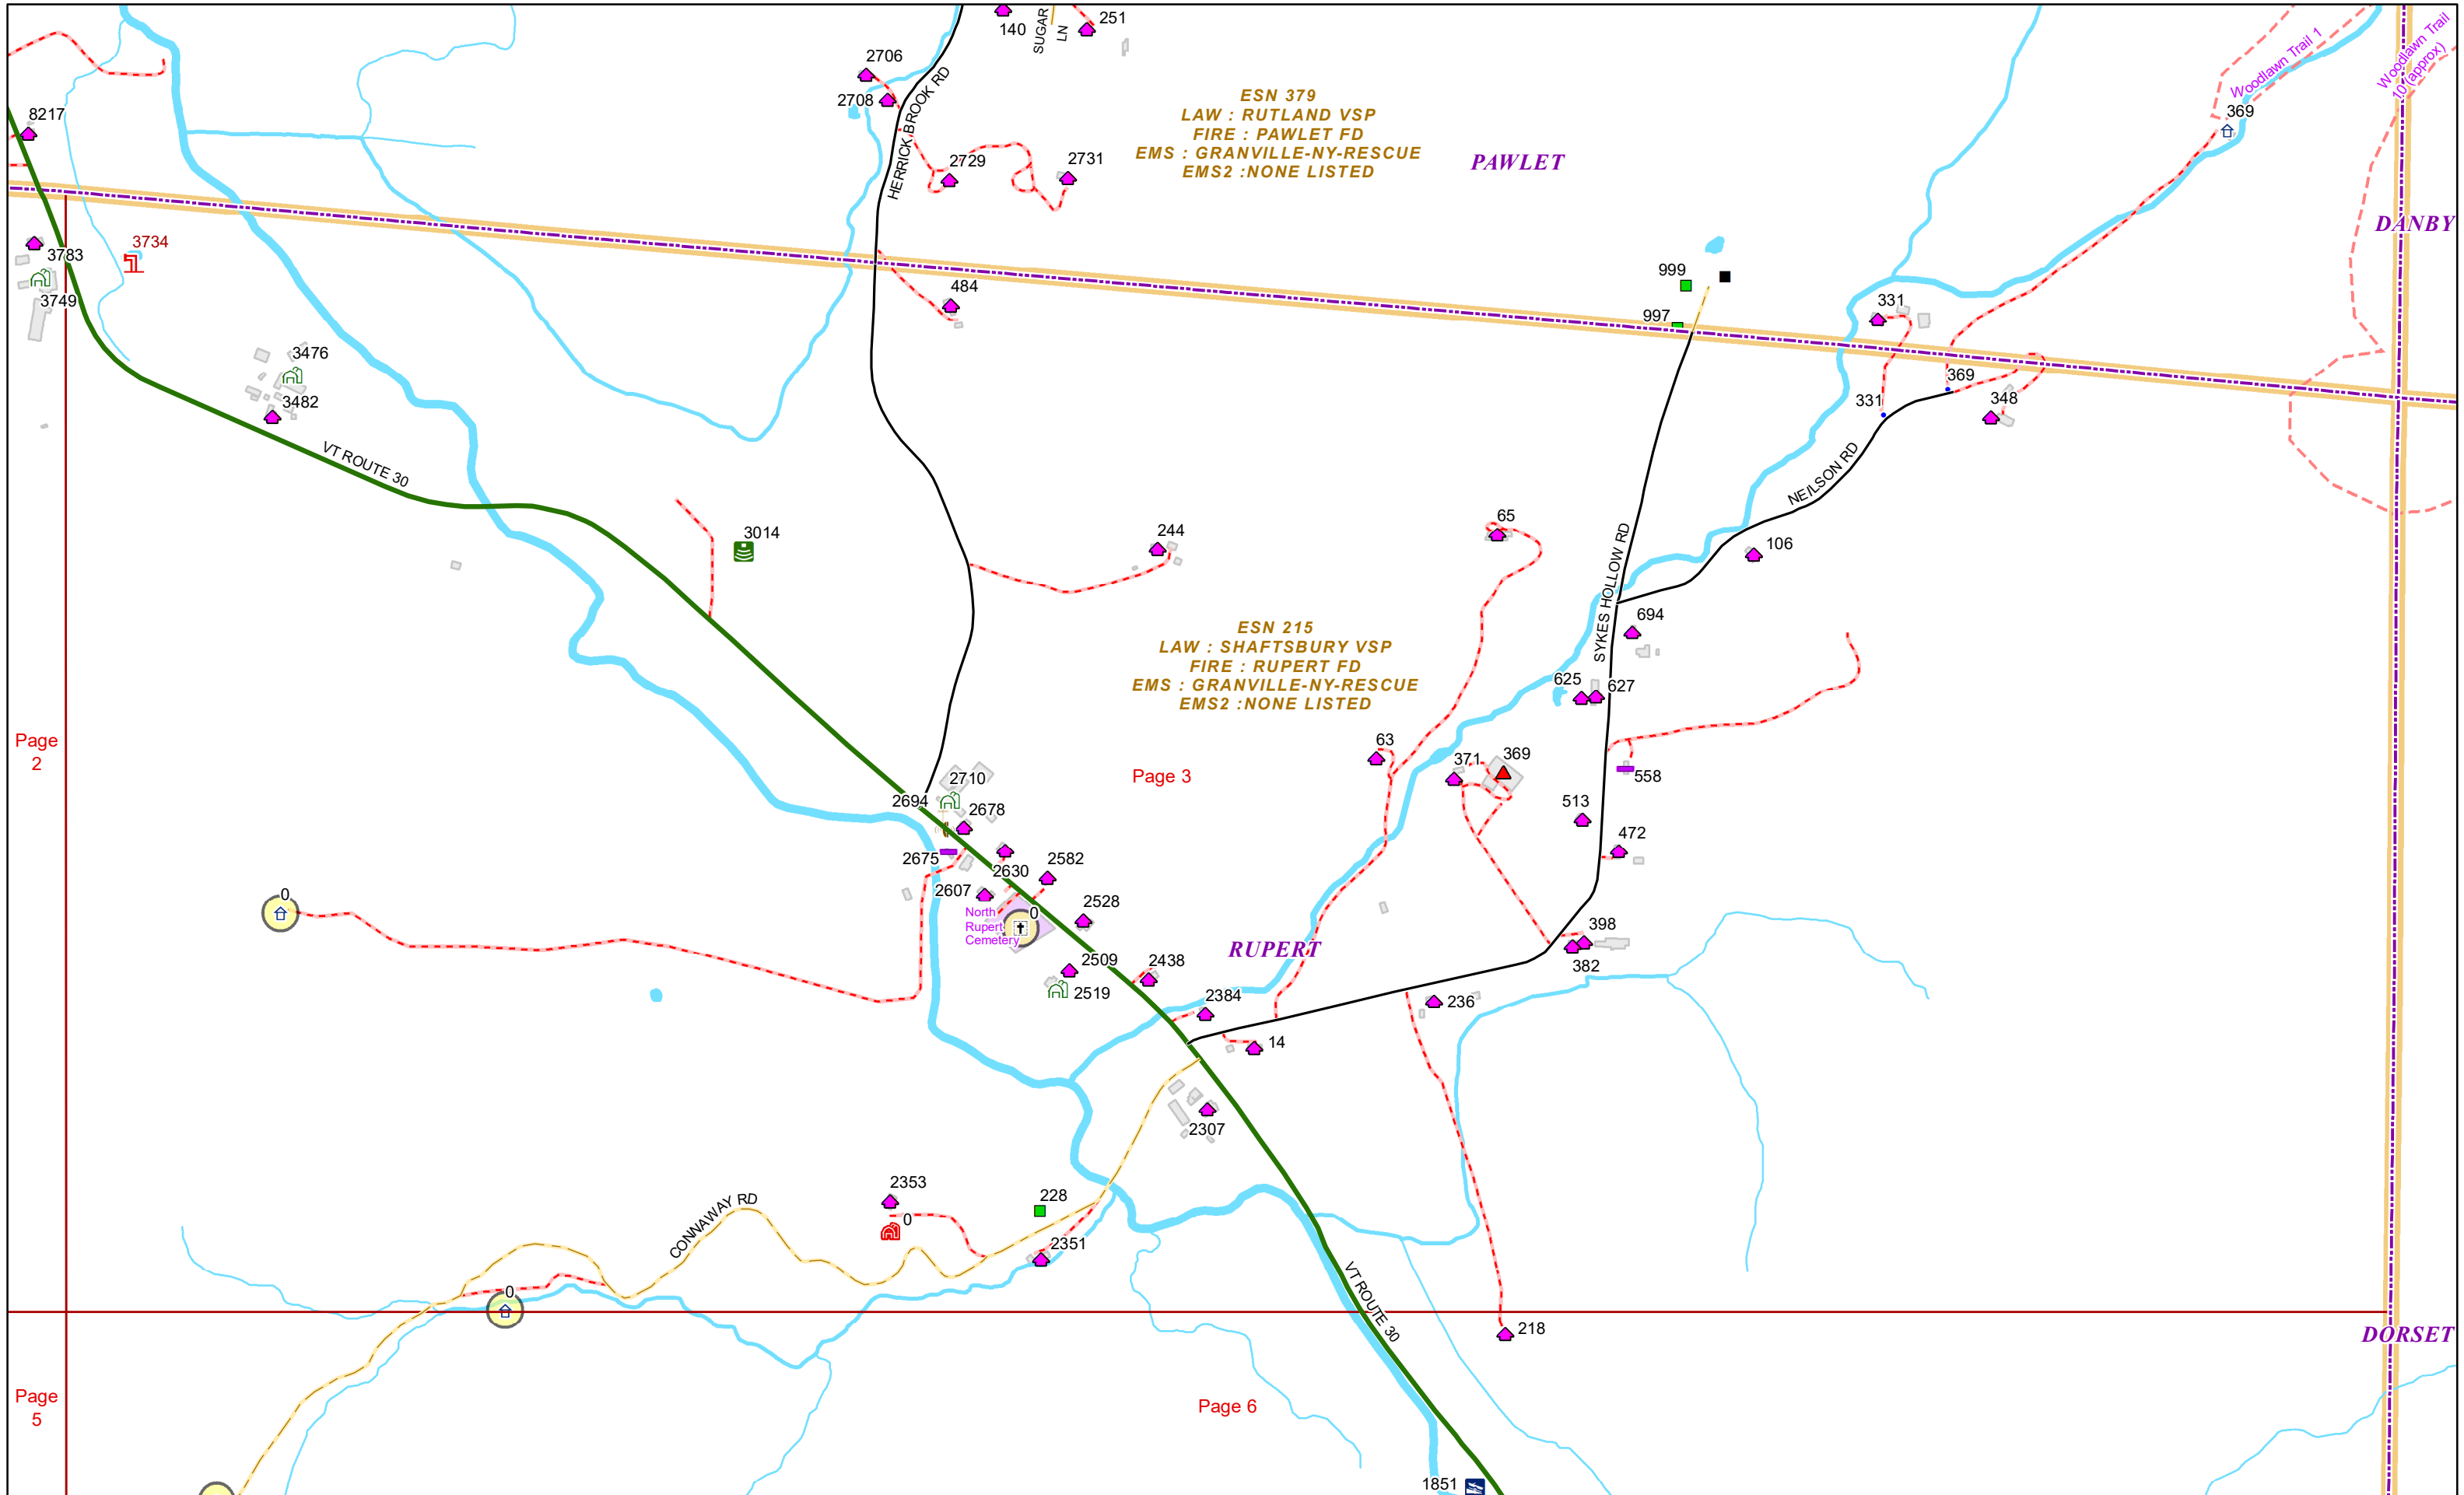 140
SUGAR
LN
251
2706
2708
HERRICK BROOK RD
8217
2729
2731
ESN 379
LAW : RUTLAND VSP
FIRE : PAWLET FD
EMS : GRANVILLE-NY-RESCUE
EMS2 :NONE LISTED
PAWLET
Woodlawn Trail 1
Woodlawn Trail
10 (approx)
369
DANBY
3783
3734
3749
484
999
997
331
369
331
348
3476
3482
VT ROUTE 30
NEILSON RD
3014
244
65
106
SYKES HOLLOW RD
694
ESN 215
LAW : SHAFTSBURY VSP
FIRE : RUPERT FD
EMS : GRANVILLE-NY-RESCUE
EMS2 :NONE LISTED
625
627
Page
2
Page 3
63
371
369
558
2710
2694
2678
513
472
2675
2630
2582
2607
0
North
Rupert
Cemetery
0
2528
398
382
RUPERT
2509
2519
2438
2384
236
14
2307
2353
0
228
2351
CONNAWAY RD
0
VT ROUTE 30
218
DORSET
Page
5
Page 6
1851